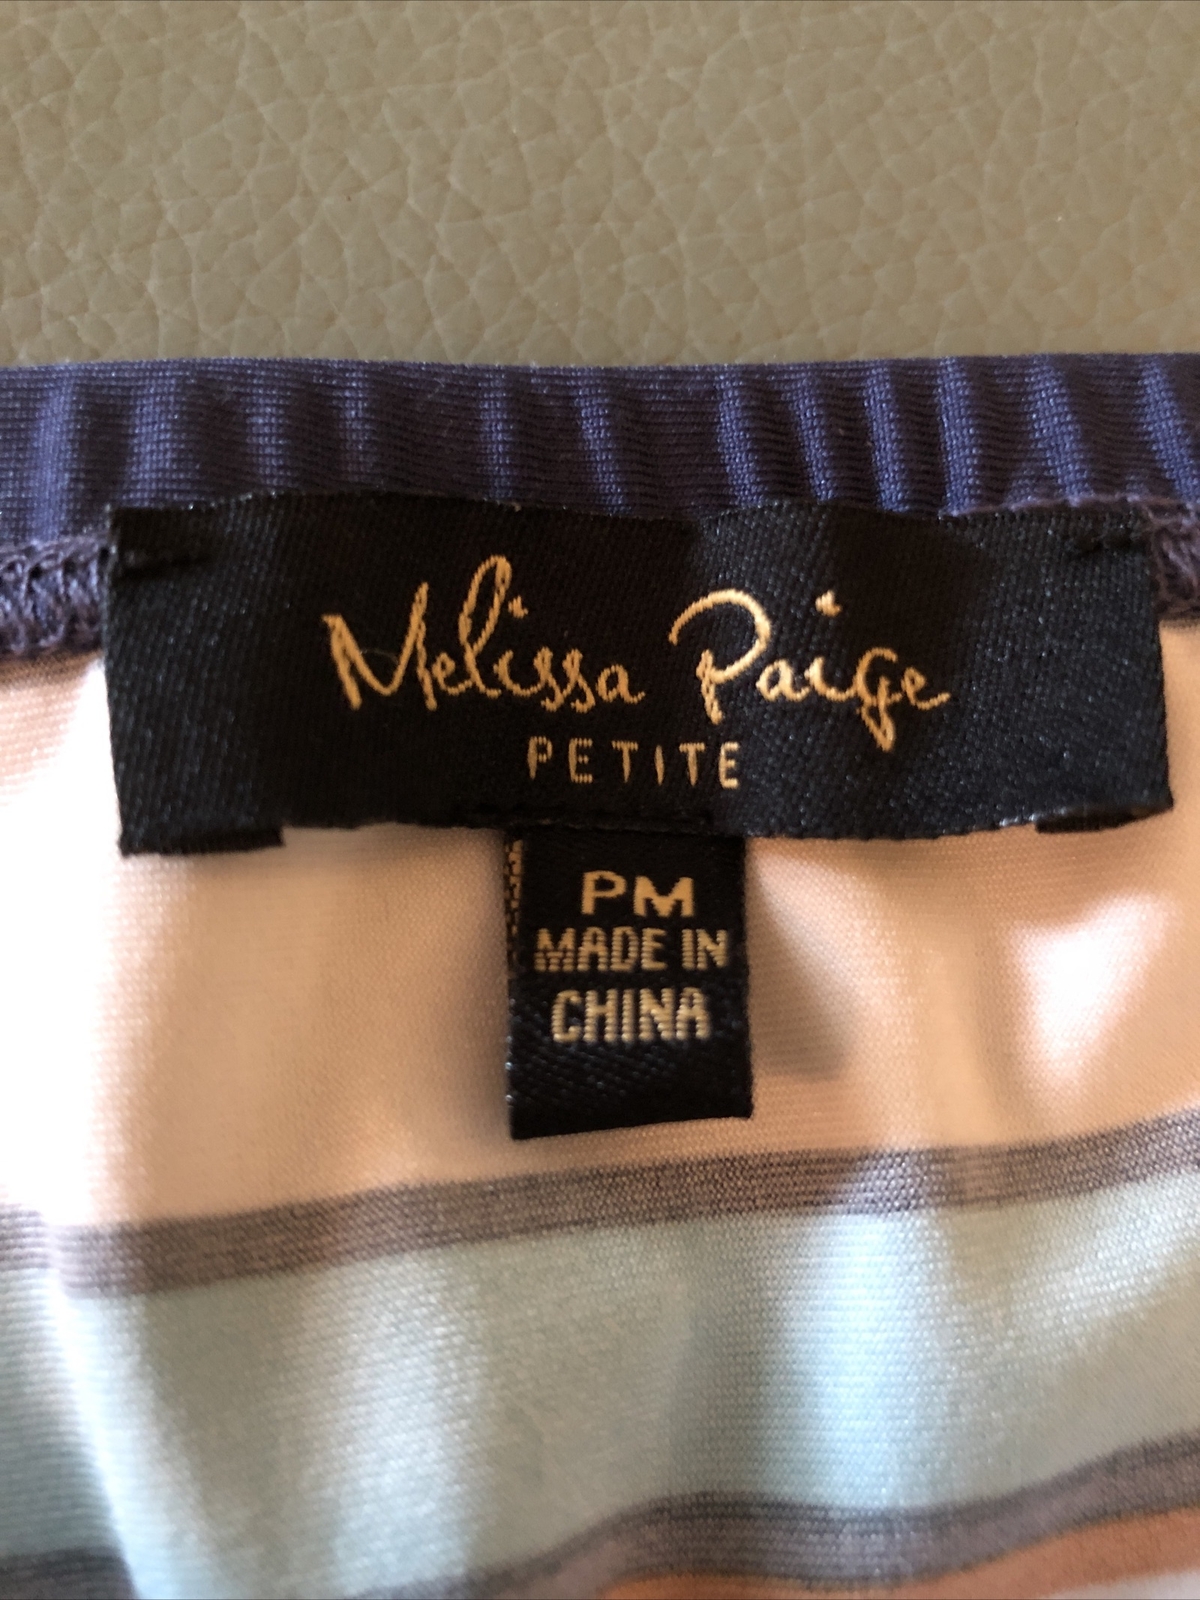 Melissa Paige
PETITE
PM
MADE IN
CHINA